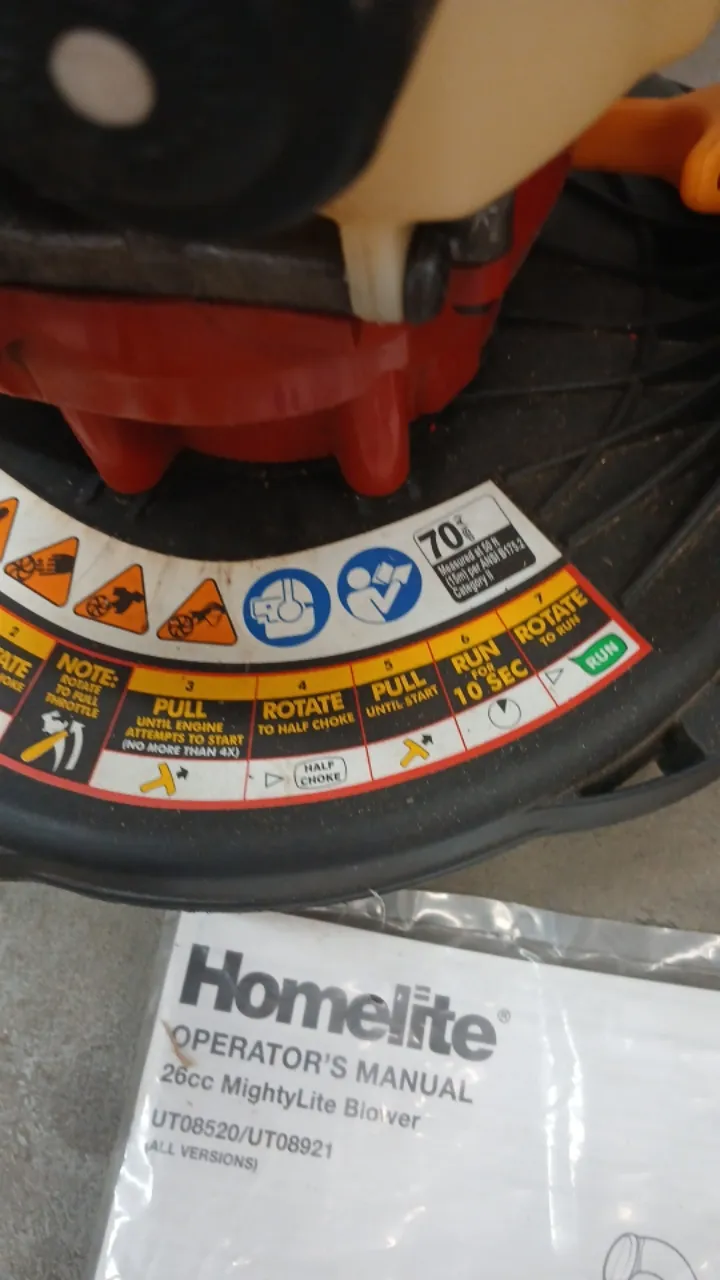 70
Measured at 50 ft
(15m) per ANSI B175.2
Category II
2
NOTE:
ROTATE
TO FULL
THROTTLE
3
PULL
UNTIL ENGINE
ATTEMPTS TO START
(NO MORE THAN 4X)
4
ROTATE
TO HALF CHOKE
HALF
CHOKE
5
PULL
UNTIL START
6
RUN
FOR
10 SEC
7
ROTATE
TO RUN
RUN
Homelite®
OPERATOR'S MANUAL
26cc MightyLite Blower
UT08520/UT08921
(ALL VERSIONS)